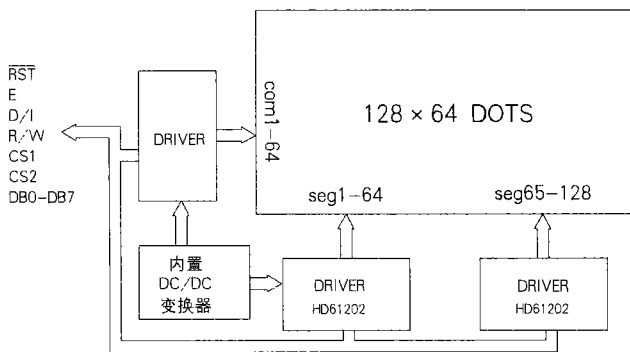 R̅S̅T̅
E
D/I
R/W
CS1
CS2
DB0-DB7
DRIVER
com1-64
128×64 DOTS
seg1-64
seg65-128
内置
DC/DC
变换器
DRIVER
HD61202
DRIVER
HD61202